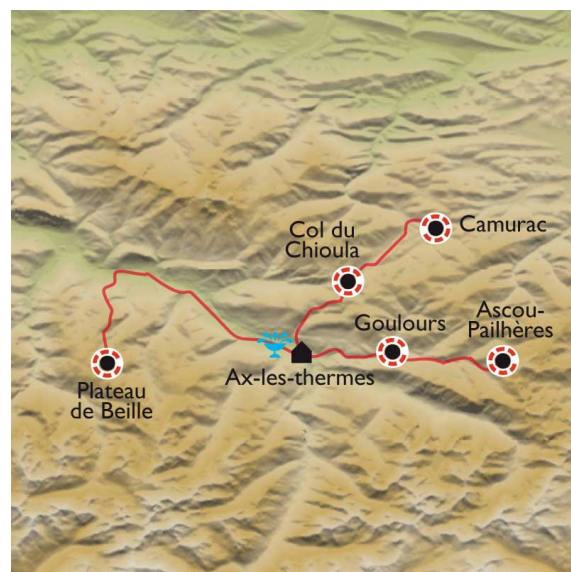 Col du
Chioula
Camurac
Goulours
Ascou-
Pailhères
Ax-les-thermes
Plateau
de Beille